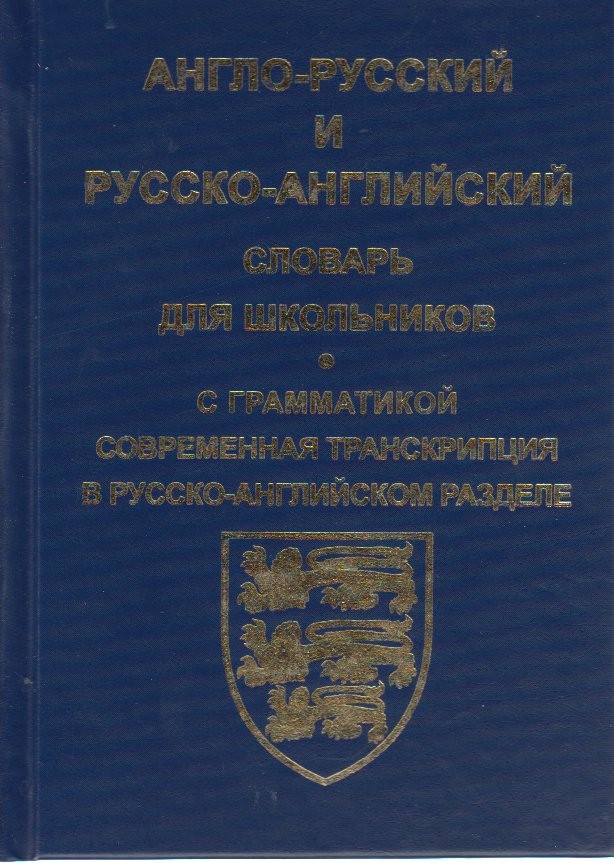 АНГЛО-РУССКИЙ
И
РУССКО-АНГЛИЙСКИЙ
СЛОВАРЬ
ДЛЯ ШКОЛЬНИКОВ
•
С ГРАММАТИКОЙ
СОВРЕМЕННАЯ ТРАНСКРИПЦИЯ
В РУССКО-АНГЛИЙСКОМ РАЗДЕЛЕ